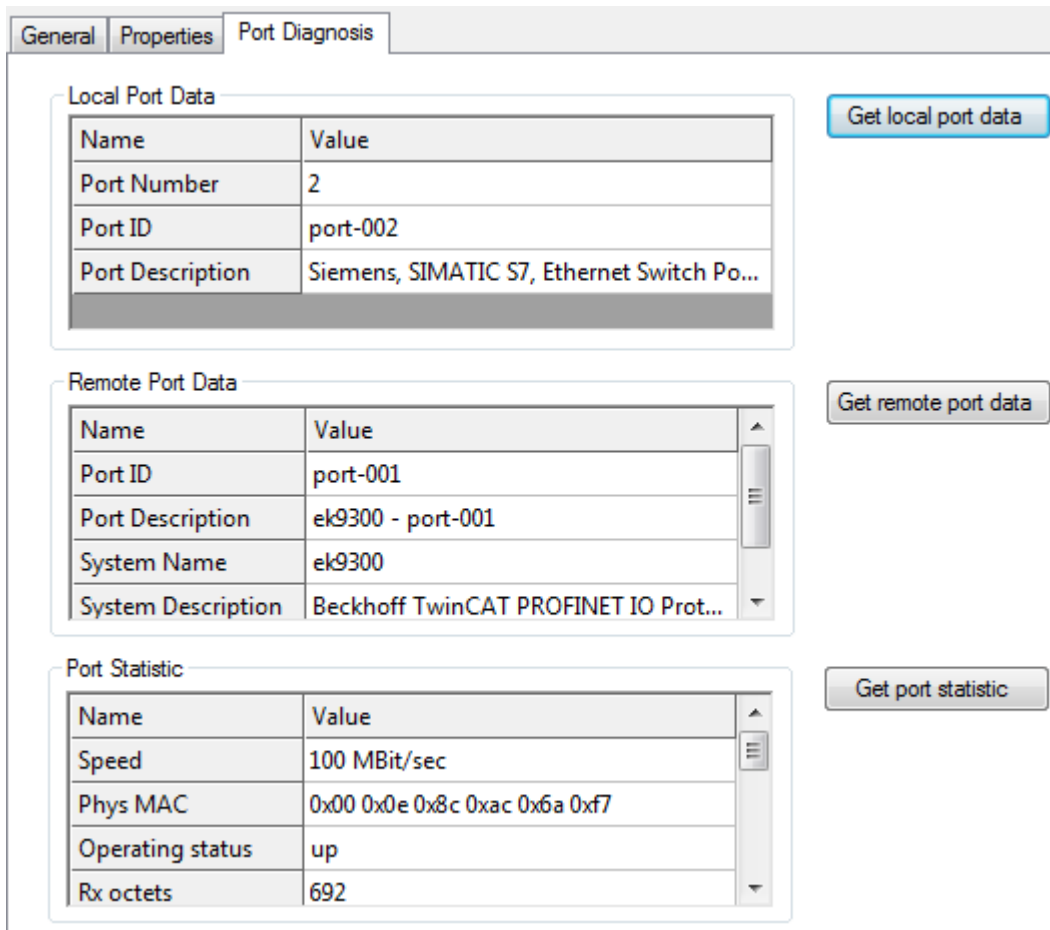 General Properties Port Diagnosis
Local Port Data
Get local port data
Name Value
Port Number 2
Port ID port-002
Port Description Siemens, SIMATIC S7, Ethernet Switch Po...
Remote Port Data
Get remote port data
Name Value
Port ID port-001
Port Description ek9300 - port-001
System Name ek9300
System Description Beckhoff TwinCAT PROFINET IO Prot...
Port Statistic
Get port statistic
Name Value
Speed 100 MBit/sec
Phys MAC 0x00 0x0e 0x8c 0xac 0x6a 0xf7
Operating status up
Rx octets 692